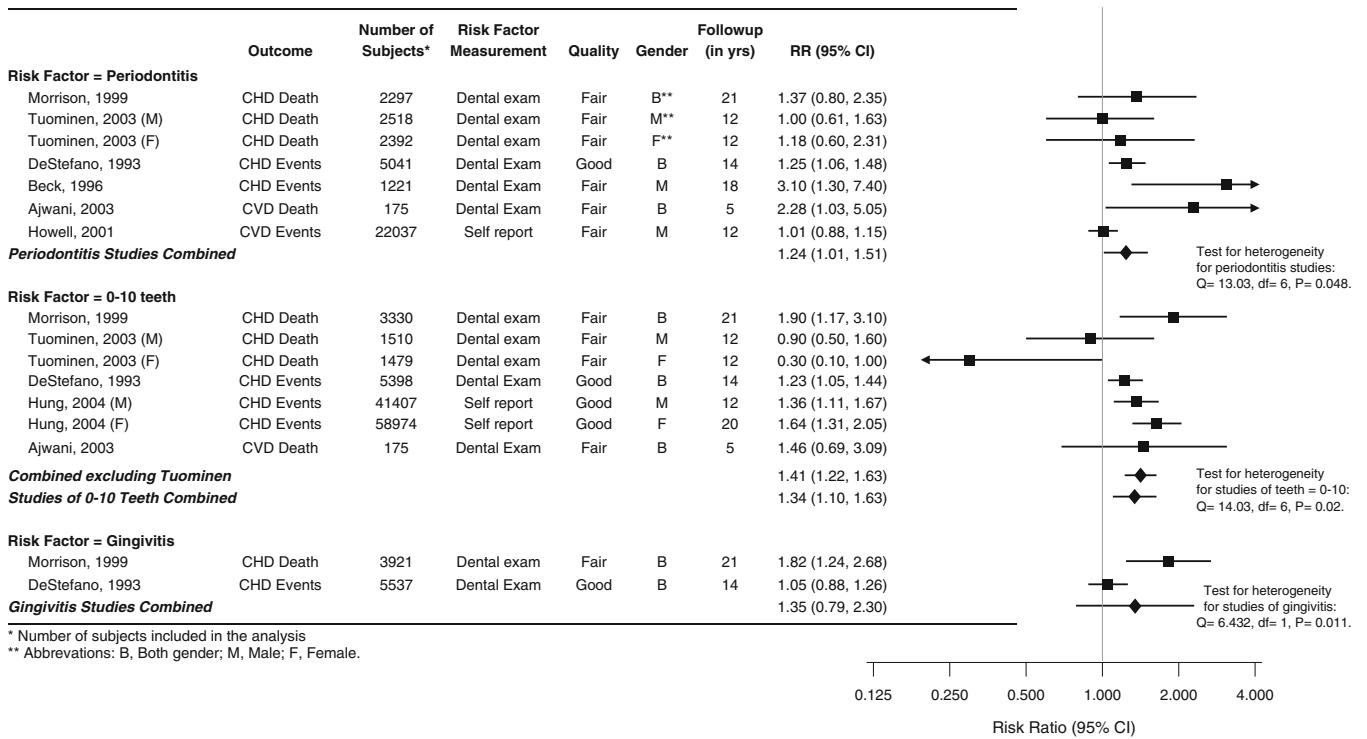 Outcome Number of Subjects* Risk Factor Measurement Quality Gender Followup (in yrs) RR (95% CI)
Risk Factor = Periodontitis
Morrison, 1999 CHD Death 2297 Dental exam Fair B** 21 1.37 (0.80, 2.35)
Tuominen, 2003 (M) CHD Death 2518 Dental exam Fair M** 12 1.00 (0.61, 1.63)
Tuominen, 2003 (F) CHD Death 2392 Dental exam Fair F** 12 1.18 (0.60, 2.31)
DeStefano, 1993 CHD Events 5041 Dental Exam Good B 14 1.25 (1.06, 1.48)
Beck, 1996 CHD Events 1221 Dental Exam Fair M 18 3.10 (1.30, 7.40)
Ajwani, 2003 CVD Death 175 Dental Exam Fair B 5 2.28 (1.03, 5.05)
Howell, 2001 CVD Events 22037 Self report Fair M 12 1.01 (0.88, 1.15)
Periodontitis Studies Combined 1.24 (1.01, 1.51)
Test for heterogeneity
for periodontitis studies:
Q= 13.03, df= 6, P= 0.048.
Risk Factor = 0-10 teeth
Morrison, 1999 CHD Death 3330 Dental exam Fair B 21 1.90 (1.17, 3.10)
Tuominen, 2003 (M) CHD Death 1510 Dental exam Fair M 12 0.90 (0.50, 1.60)
Tuominen, 2003 (F) CHD Death 1479 Dental exam Fair F 12 0.30 (0.10, 1.00)
DeStefano, 1993 CHD Events 5398 Dental Exam Good B 14 1.23 (1.05, 1.44)
Hung, 2004 (M) CHD Events 41407 Self report Good M 12 1.36 (1.11, 1.67)
Hung, 2004 (F) CHD Events 58974 Self report Good F 20 1.64 (1.31, 2.05)
Ajwani, 2003 CVD Death 175 Dental Exam Fair B 5 1.46 (0.69, 3.09)
Combined excluding Tuominen 1.41 (1.22, 1.63)
Studies of 0-10 Teeth Combined 1.34 (1.10, 1.63)
Test for heterogeneity
for studies of teeth = 0-10:
Q= 14.03, df= 6, P= 0.02.
Risk Factor = Gingivitis
Morrison, 1999 CHD Death 3921 Dental exam Fair B 21 1.82 (1.24, 2.68)
DeStefano, 1993 CHD Events 5537 Dental Exam Good B 14 1.05 (0.88, 1.26)
Gingivitis Studies Combined 1.35 (0.79, 2.30)
Test for heterogeneity
for studies of gingivitis:
Q= 6.432, df= 1, P= 0.011.
* Number of subjects included in the analysis
** Abbrevations: B, Both gender; M, Male; F, Female.
0.125 0.250 0.500 1.000 2.000 4.000
Risk Ratio (95% CI)